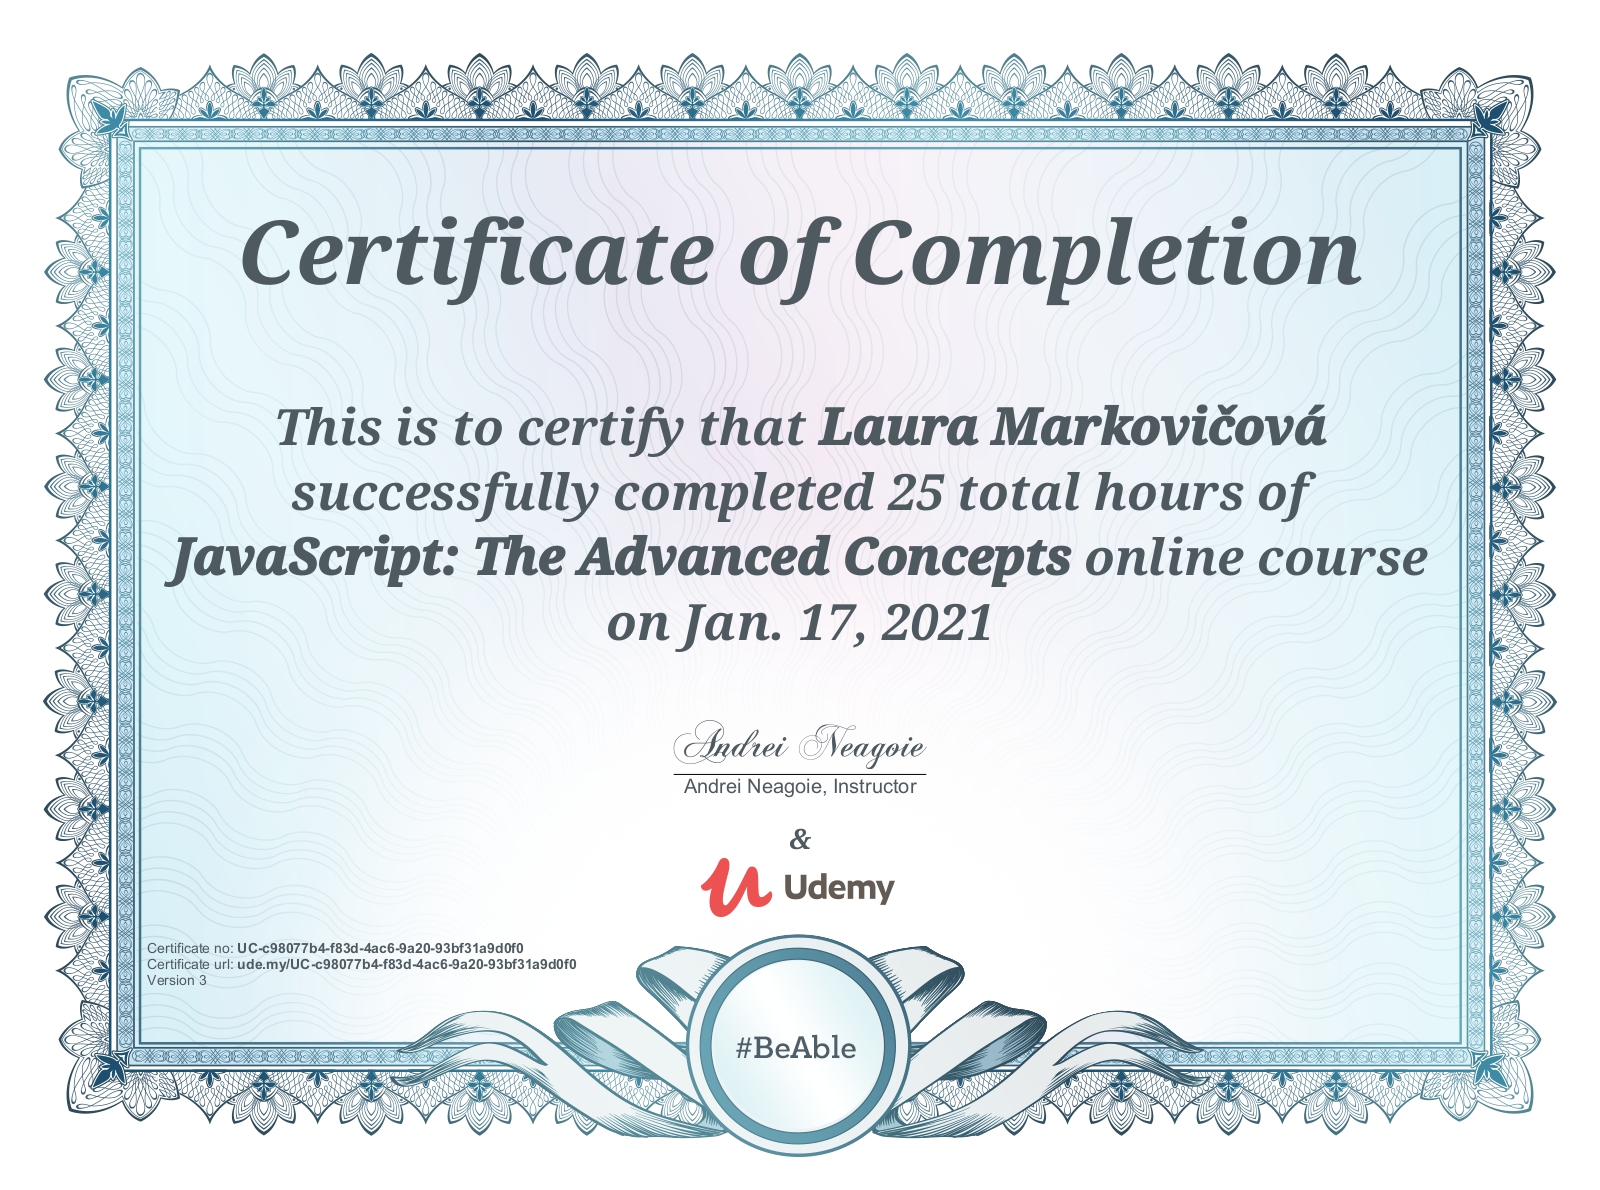 Certificate of Completion
This is to certify that Laura Markovičová
successfully completed 25 total hours of
JavaScript: The Advanced Concepts online course
on Jan. 17, 2021
Andrei Neagoie
Andrei Neagoie, Instructor
&
Udemy
Certificate no: UC-c98077b4-f83d-4ac6-9a20-93bf31a9d0f0
Certificate url: ude.my/UC-c98077b4-f83d-4ac6-9a20-93bf31a9d0f0
Version 3
#BeAble